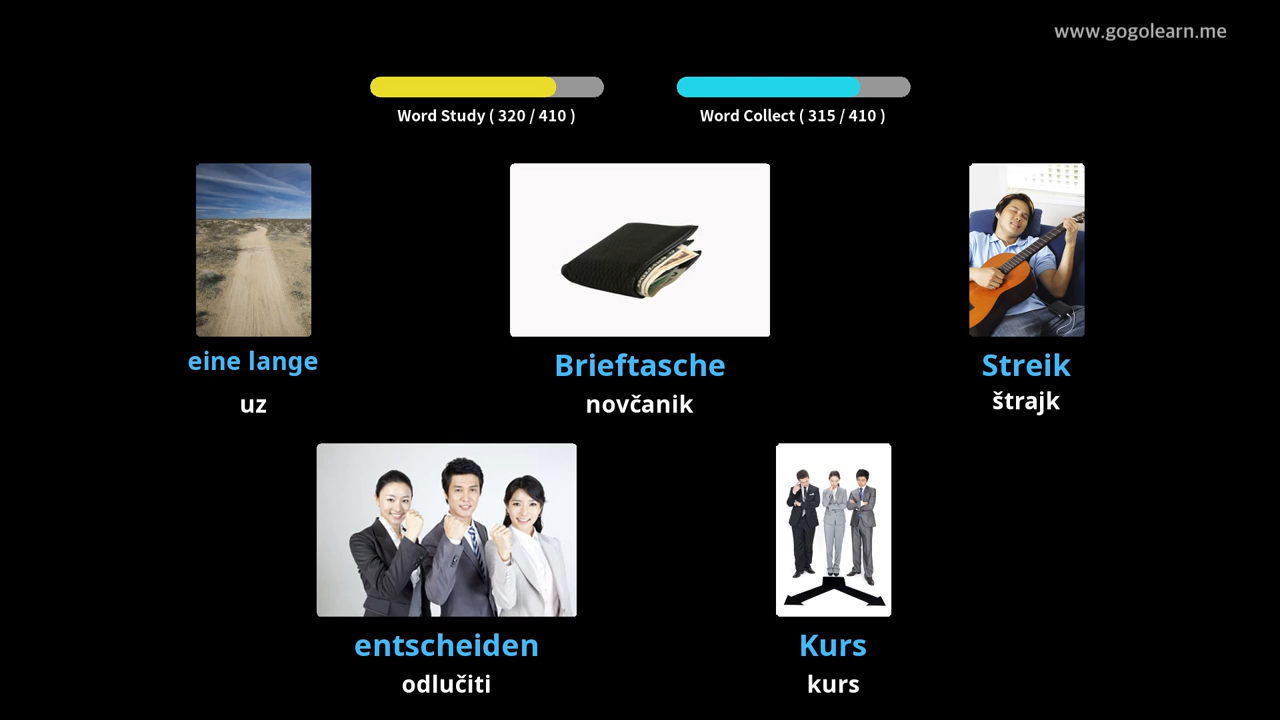 www.gogolearn.me
Word Study ( 320 / 410 )
Word Collect ( 315 / 410 )
eine lange
uz
Brieftasche
novčanik
Streik
štrajk
entscheiden
odlučiti
Kurs
kurs